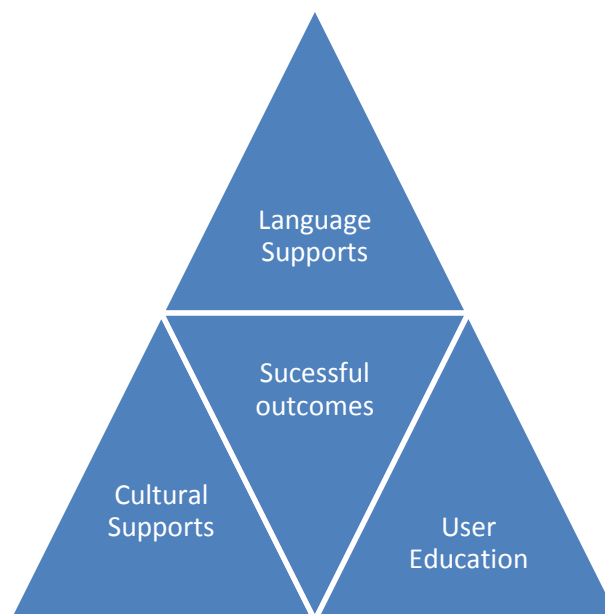 Language
Supports
Sucessful
outcomes
Cultural
Supports
User
Education